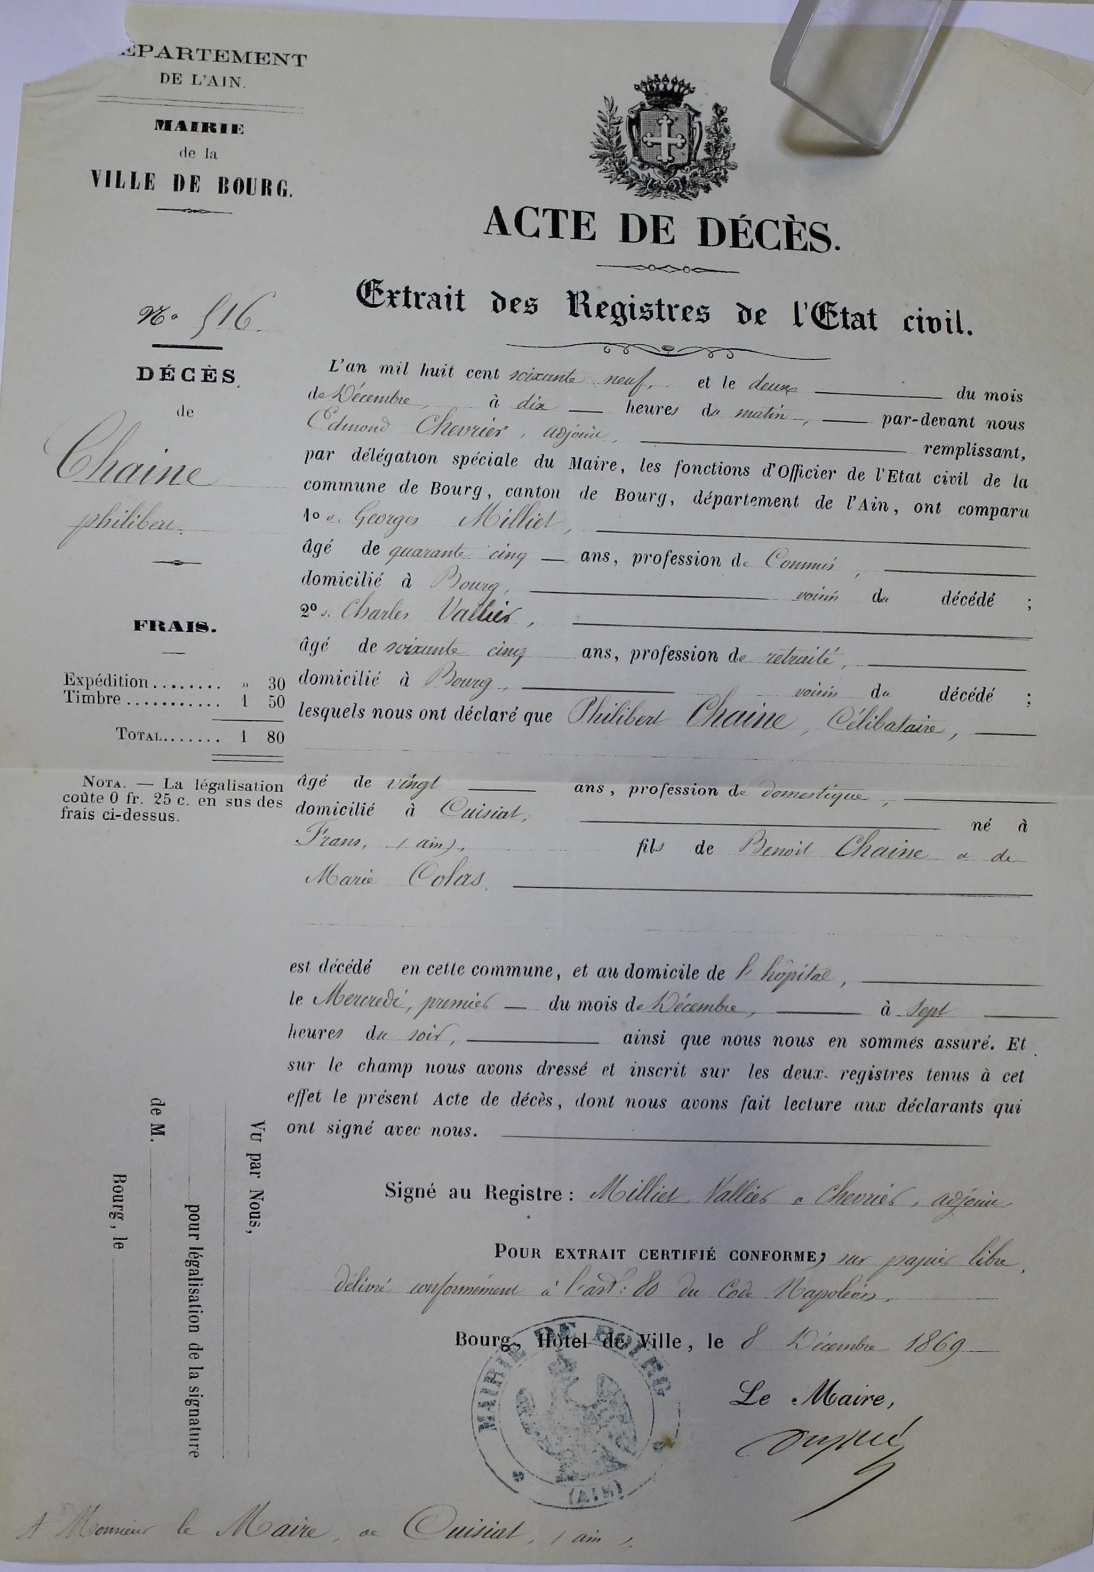 DÉPARTEMENT
DE L'AIN.
MAIRIE
de la
VILLE DE BOURG.
ACTE DE DÉCÈS.
Extrait des Registres de l'Etat civil.
No 516.
DÉCÈS
de
Chaine
philibert.
FRAIS.
Expédition........ " 30
Timbre........... 1 50
TOTAL....... 1 80
NOTA. — La légalisation
coûte 0 fr. 25 c. en sus des
frais ci-dessus.
L'an mil huit cent soixante neuf, et le deux du mois
de Décembre, à dix heures du matin, par-devant nous
Edmond Chevrier, adjoint, remplissant,
par délégation spéciale du Maire, les fonctions d'Officier de l'Etat civil de la
commune de Bourg, canton de Bourg, département de l'Ain, ont comparu
1o s. Georges Milliet,
âgé de quarante cinq ans, profession de Commis,
domicilié à Bourg, voisin du décédé ;
2o s. Charles Vallier,
âgé de soixante cinq ans, profession de retraité,
domicilié à Bourg, voisin du décédé ;
lesquels nous ont déclaré que Philibert Chaine, Célibataire,
âgé de vingt ans, profession de domestique,
domicilié à Cuisiat, né à
Frans, (ain), fils de Benoit Chaine et de
Marie Colas
est décédé en cette commune, et au domicile de l'hôpital,
le Mercredi, premier du mois de Décembre, à sept
heures du soir, ainsi que nous nous en sommes assuré. Et
sur le champ nous avons dressé et inscrit sur les deux registres tenus à cet
effet le présent Acte de décès, dont nous avons fait lecture aux déclarants qui
ont signé avec nous.
Signé au Registre : Milliet Vallier et Chevrier, adjoint
POUR EXTRAIT CERTIFIÉ CONFORME, sur papier libre,
délivré conformément à l'art: 80 du Code Napoléon.
Bourg, Hôtel de Ville, le 8 Décembre 1869
Le Maire,
MAIRIE DE BOURG
(AIN)
Vu par Nous,
pour légalisation de la signature
de M.
Bourg, le
A Monsieur le Maire, de Cuisiat, (ain).